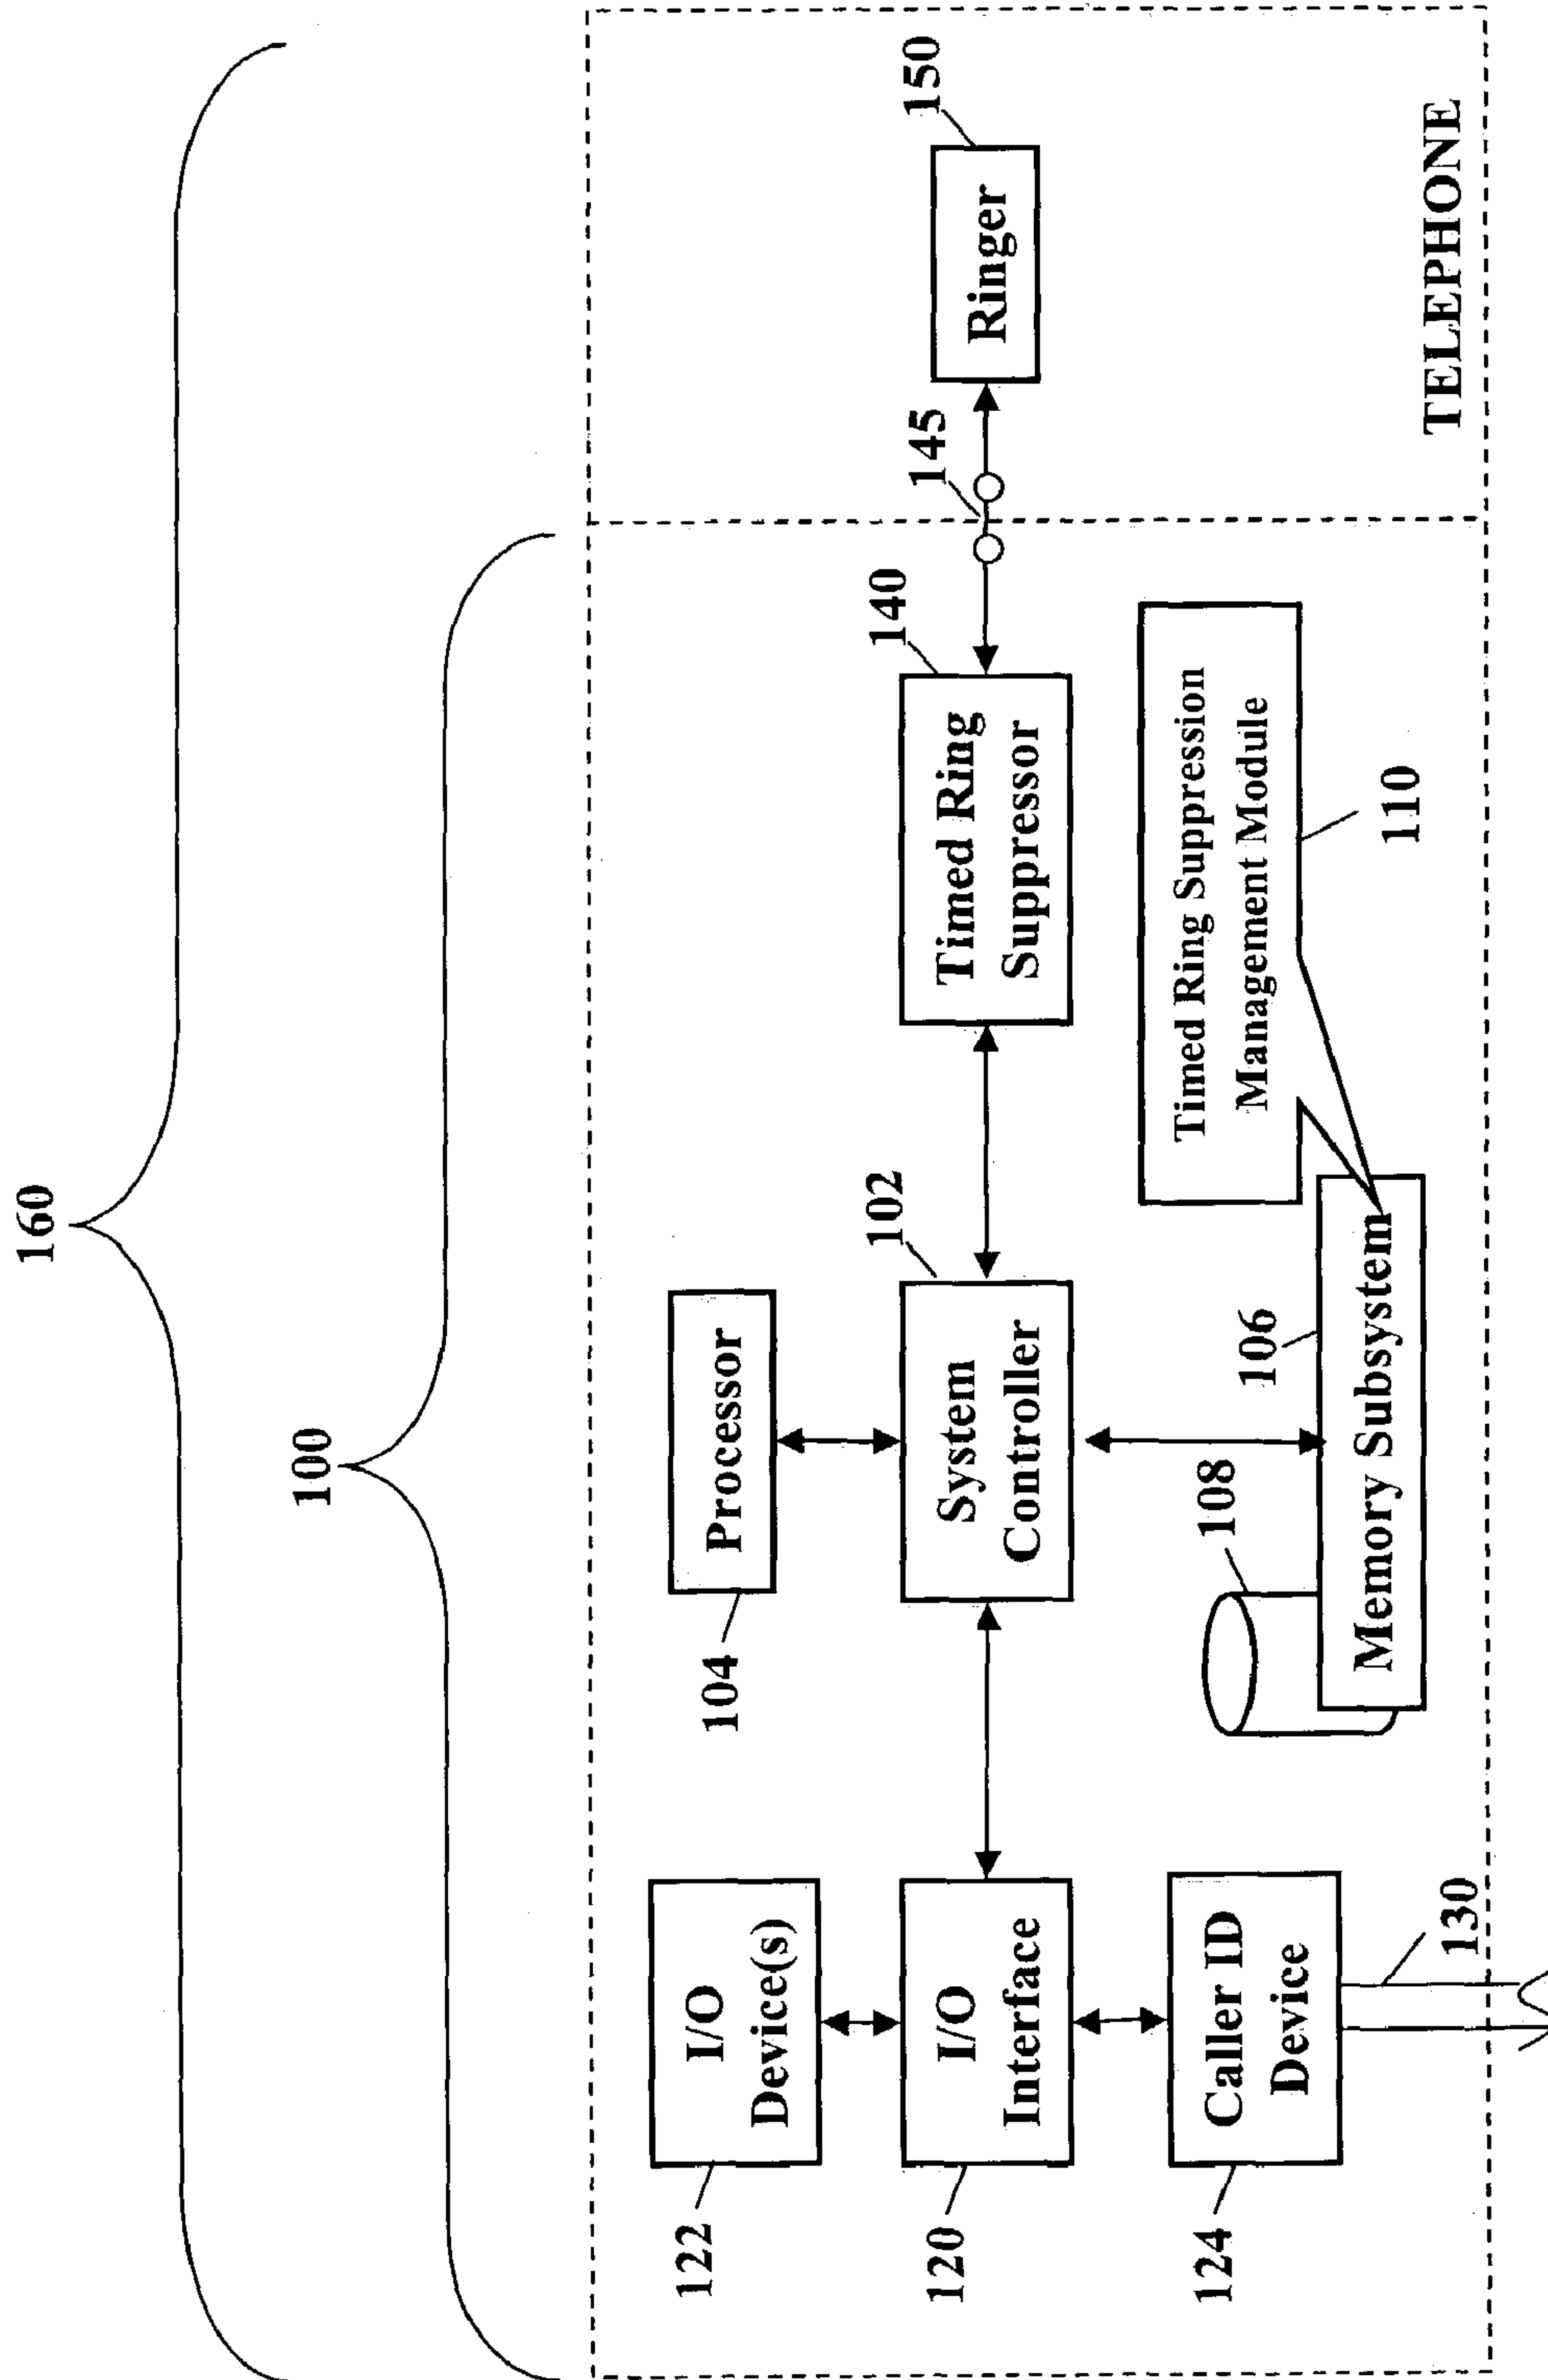 160
100
122
I/O
Device(s)
104
Processor
120
I/O
Interface
102
System
Controller
140
Timed Ring
Suppressor
145
150
Ringer
124
Caller ID
Device
130
108
106
Memory Subsystem
Timed Ring Suppression
Management Module
110
TELEPHONE